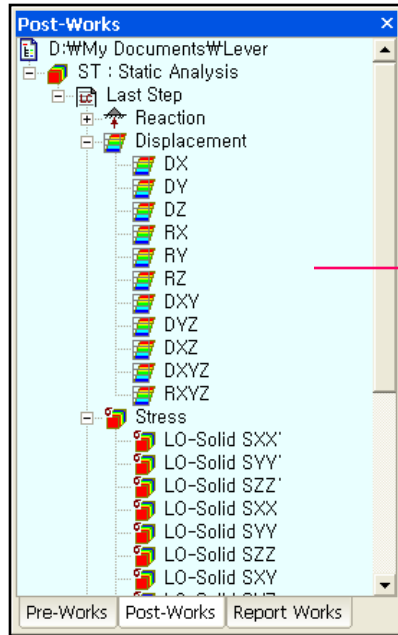 Post-Works
D:₩My Documents₩Lever
ST : Static Analysis
Last Step
Reaction
Displacement
DX
DY
DZ
RX
RY
RZ
DXY
DYZ
DXZ
DXYZ
RXYZ
Stress
LO-Solid SXX'
LO-Solid SYY'
LO-Solid SZZ'
LO-Solid SXX
LO-Solid SYY
LO-Solid SZZ
LO-Solid SXY
Pre-Works Post-Works Report Works